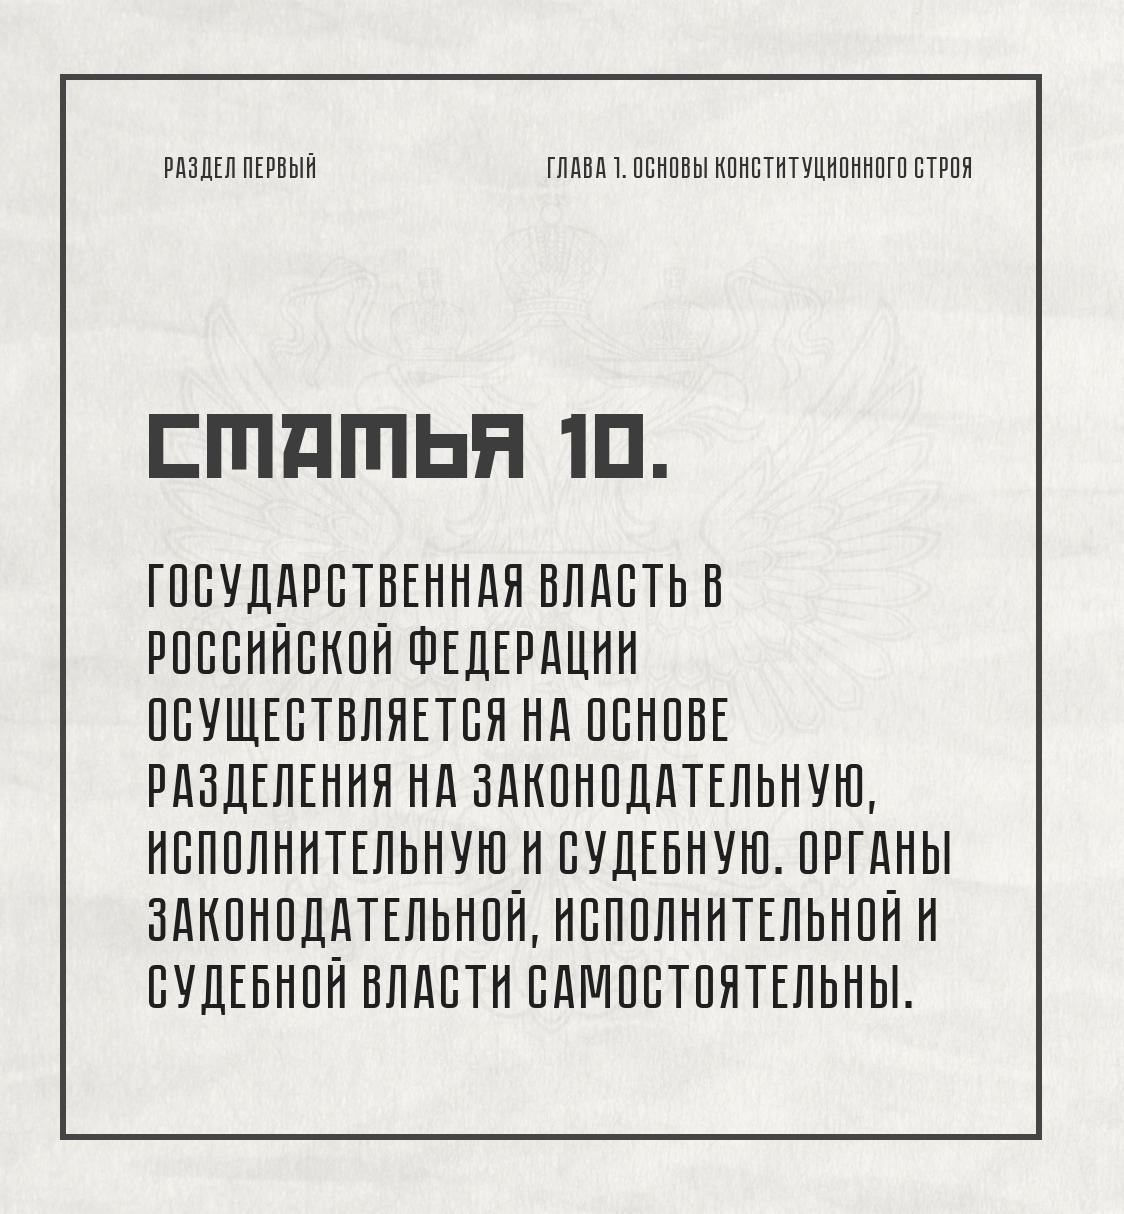 РАЗДЕЛ ПЕРВЫЙ
ГЛАВА 1. ОСНОВЫ КОНСТИТУЦИОННОГО СТРОЯ
СТАТЬЯ 10.
ГОСУДАРСТВЕННАЯ ВЛАСТЬ В
РОССИЙСКОЙ ФЕДЕРАЦИИ
ОСУЩЕСТВЛЯЕТСЯ НА ОСНОВЕ
РАЗДЕЛЕНИЯ НА ЗАКОНОДАТЕЛЬНУЮ,
ИСПОЛНИТЕЛЬНУЮ И СУДЕБНУЮ. ОРГАНЫ
ЗАКОНОДАТЕЛЬНОЙ, ИСПОЛНИТЕЛЬНОЙ И
СУДЕБНОЙ ВЛАСТИ САМОСТОЯТЕЛЬНЫ.